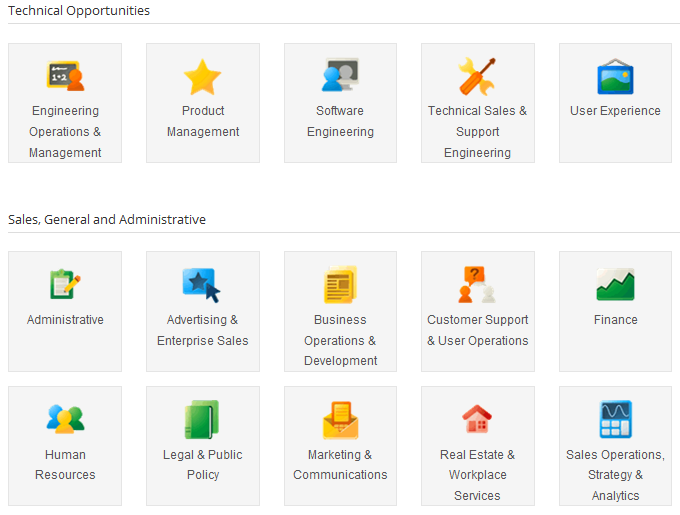 Technical Opportunities
Engineering
Operations &
Management
Product
Management
Software
Engineering
Technical Sales &
Support
Engineering
User Experience
Sales, General and Administrative
Administrative
Advertising &
Enterprise Sales
Business
Operations &
Development
Customer Support
& User Operations
Finance
Human
Resources
Legal & Public
Policy
Marketing &
Communications
Real Estate &
Workplace
Services
Sales Operations,
Strategy &
Analytics